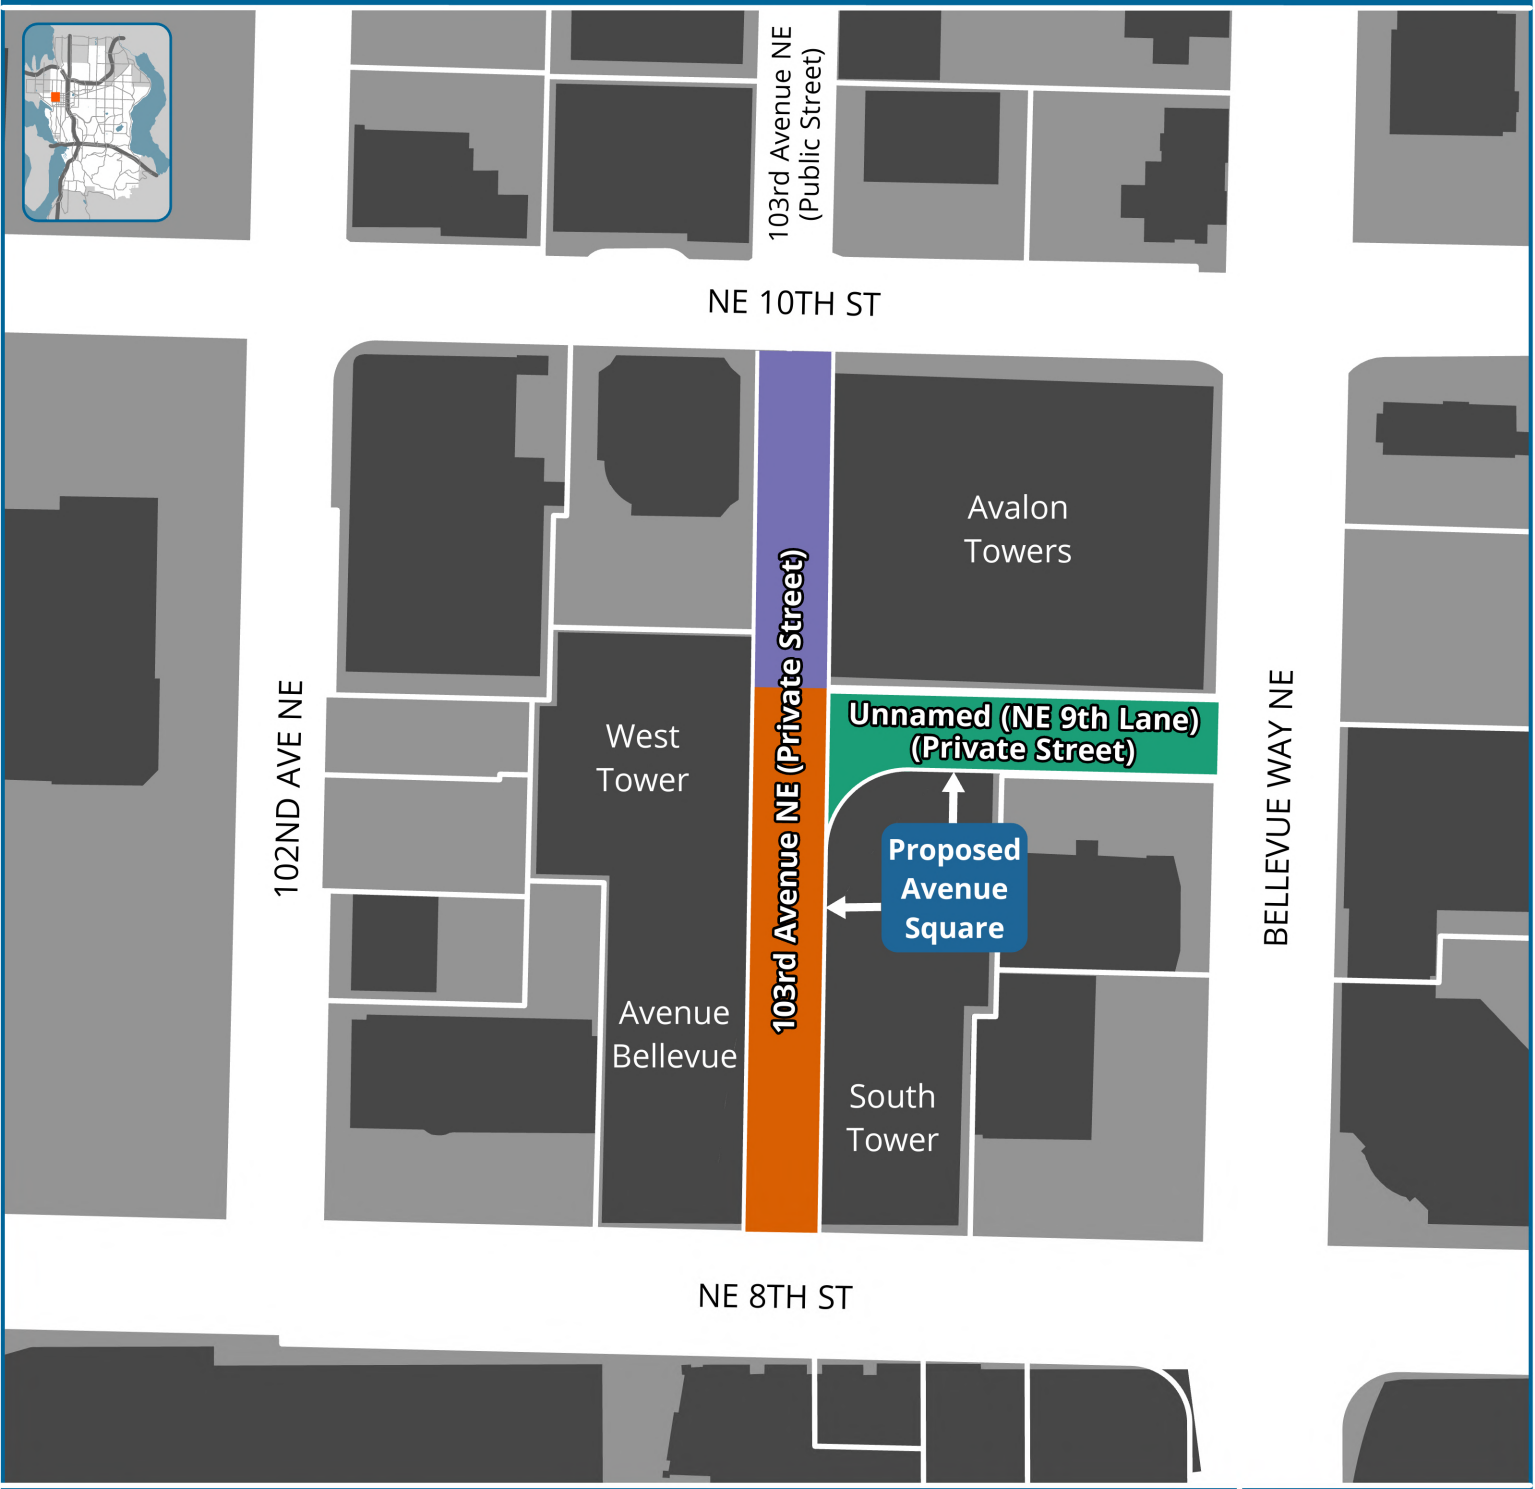 103rd Avenue NE
(Public Street)
NE 10TH ST
Avalon
Towers
103rd Avenue NE (Private Street)
Unnamed (NE 9th Lane)
(Private Street)
West
Tower
102ND AVE NE
BELLEVUE WAY NE
Proposed
Avenue
Square
Avenue
Bellevue
South
Tower
NE 8TH ST